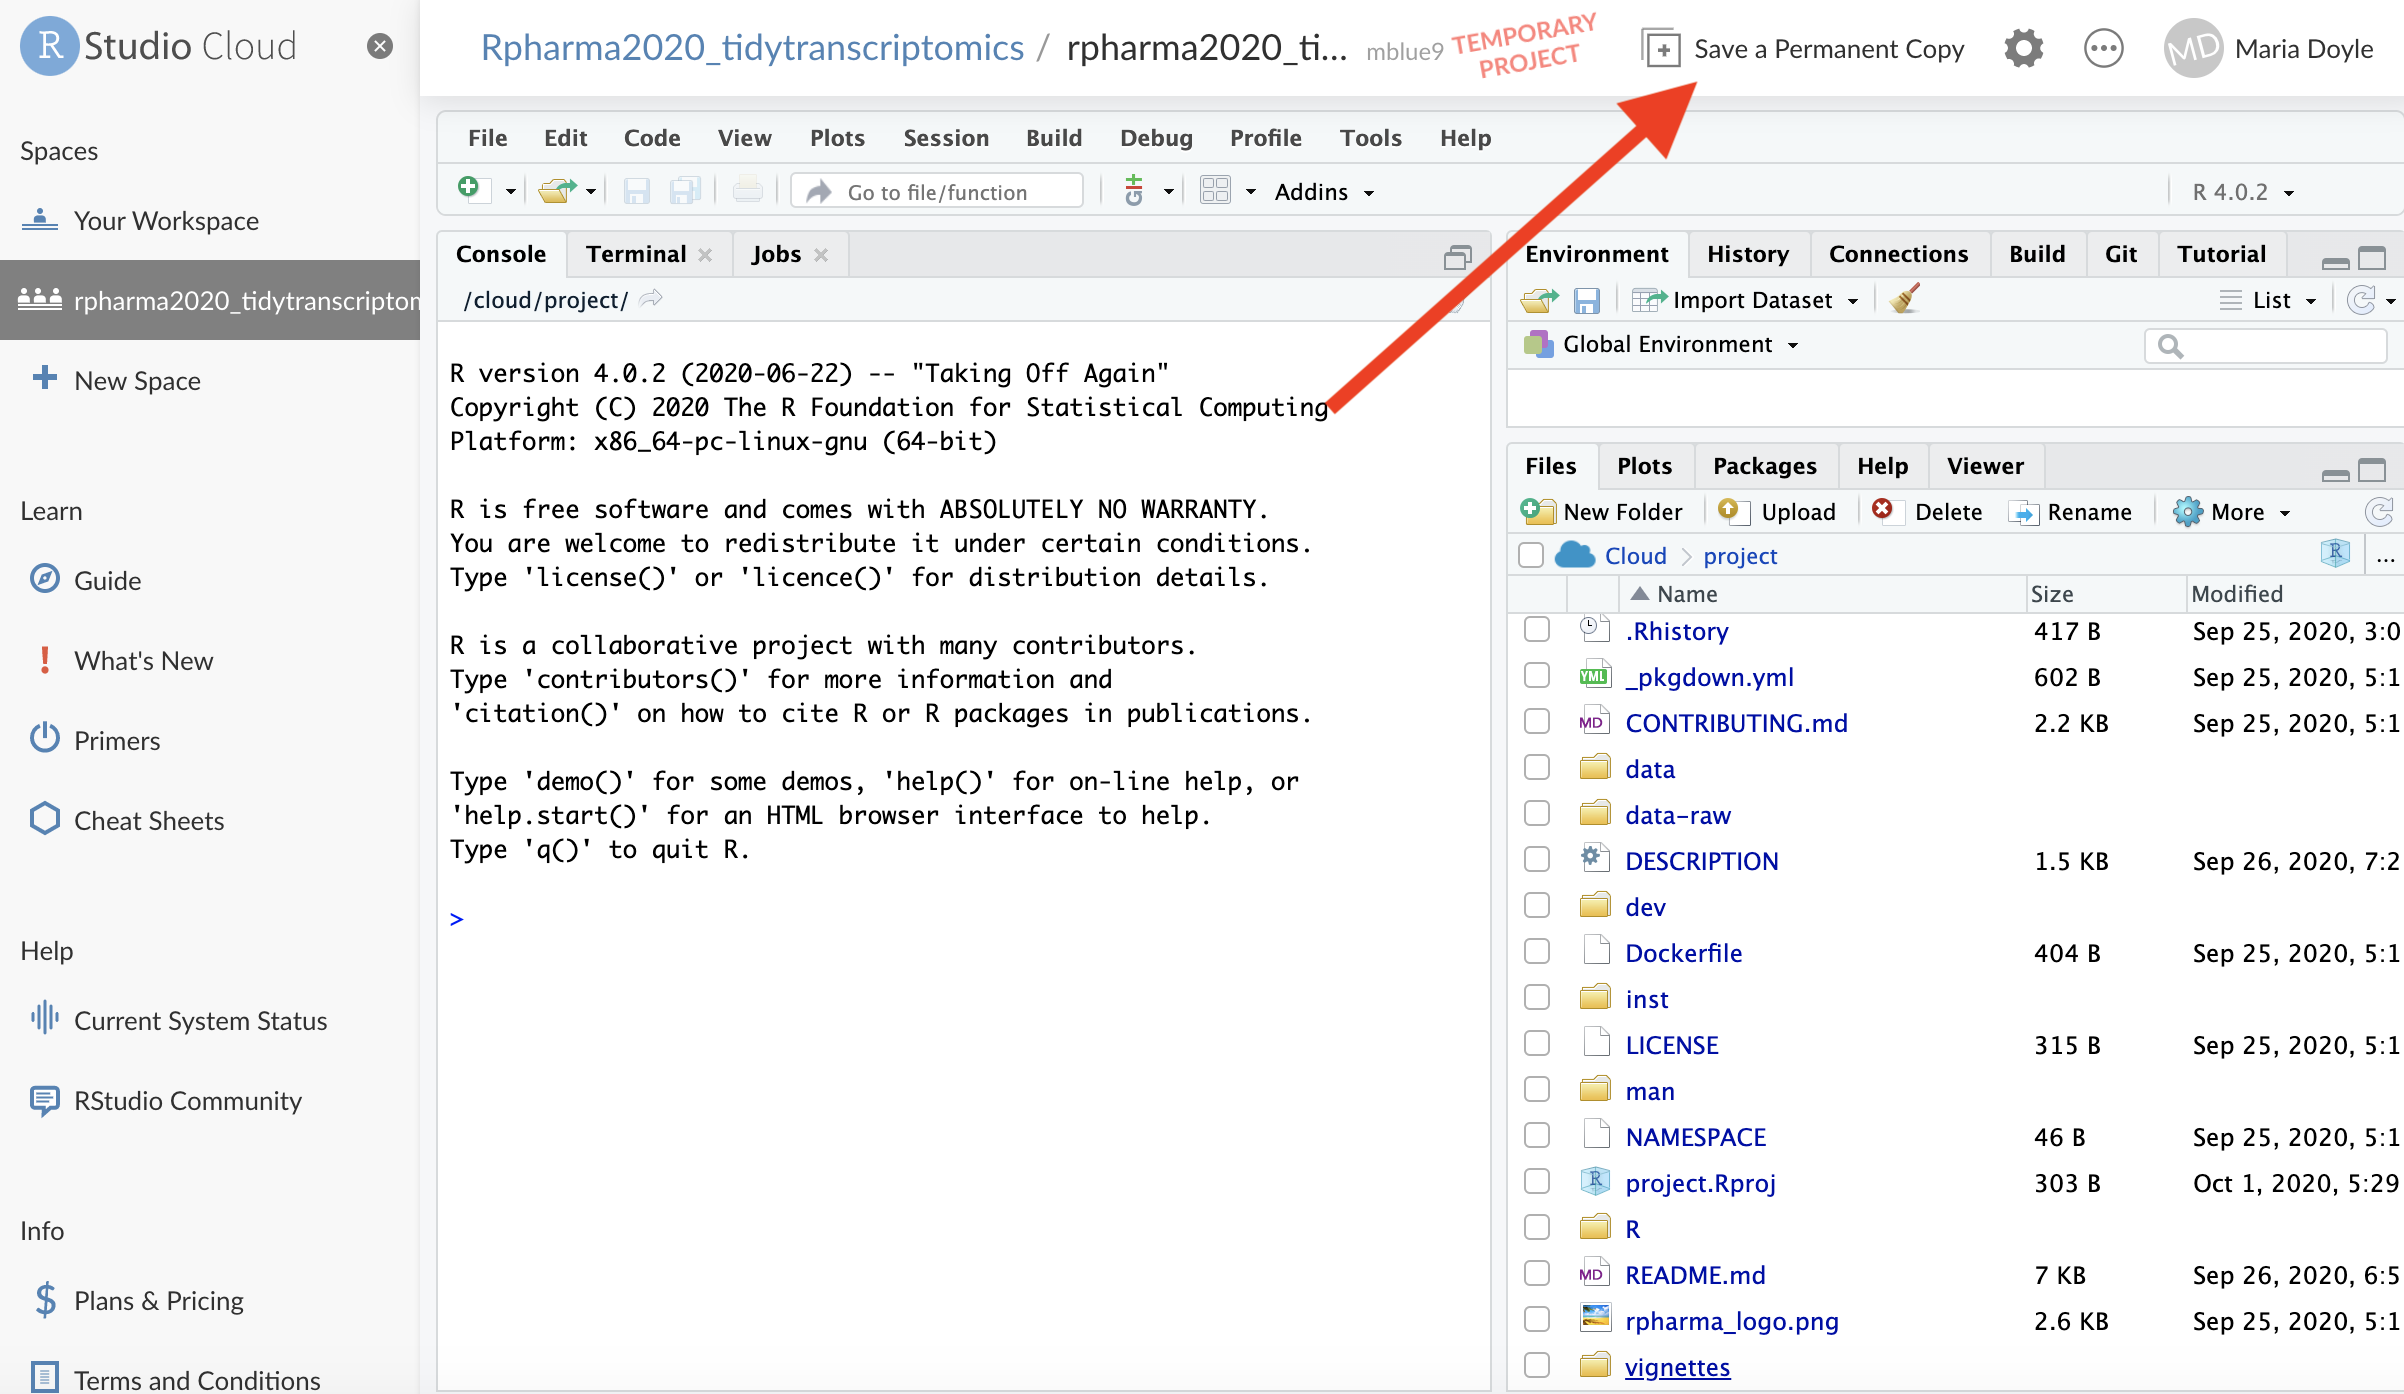 R Studio Cloud
Rpharma2020_tidytranscriptomics / rpharma2020_ti... mblue9 TEMPORARY PROJECT
Save a Permanent Copy
MD Maria Doyle
Spaces
Your Workspace
rpharma2020_tidytranscriptom
New Space
Learn
Guide
What's New
Primers
Cheat Sheets
Help
Current System Status
RStudio Community
Info
Plans & Pricing
Terms and Conditions
File Edit Code View Plots Session Build Debug Profile Tools Help
Go to file/function Addins R 4.0.2
Console Terminal Jobs
/cloud/project/
R version 4.0.2 (2020-06-22) -- "Taking Off Again"
Copyright (C) 2020 The R Foundation for Statistical Computing
Platform: x86_64-pc-linux-gnu (64-bit)
R is free software and comes with ABSOLUTELY NO WARRANTY.
You are welcome to redistribute it under certain conditions.
Type 'license()' or 'licence()' for distribution details.
R is a collaborative project with many contributors.
Type 'contributors()' for more information and
'citation()' on how to cite R or R packages in publications.
Type 'demo()' for some demos, 'help()' for on-line help, or
'help.start()' for an HTML browser interface to help.
Type 'q()' to quit R.
>
Environment History Connections Build Git Tutorial
Import Dataset List
Global Environment
Files Plots Packages Help Viewer
New Folder Upload Delete Rename More
Cloud project R ...
Name Size Modified
.Rhistory 417 B Sep 25, 2020, 3:0
YML _pkgdown.yml 602 B Sep 25, 2020, 5:1
MD CONTRIBUTING.md 2.2 KB Sep 25, 2020, 5:1
data
data-raw
DESCRIPTION 1.5 KB Sep 26, 2020, 7:2
dev
Dockerfile 404 B Sep 25, 2020, 5:1
inst
LICENSE 315 B Sep 25, 2020, 5:1
man
NAMESPACE 46 B Sep 25, 2020, 5:1
R project.Rproj 303 B Oct 1, 2020, 5:29
R
MD README.md 7 KB Sep 26, 2020, 6:5
rpharma_logo.png 2.6 KB Sep 25, 2020, 5:1
vignettes